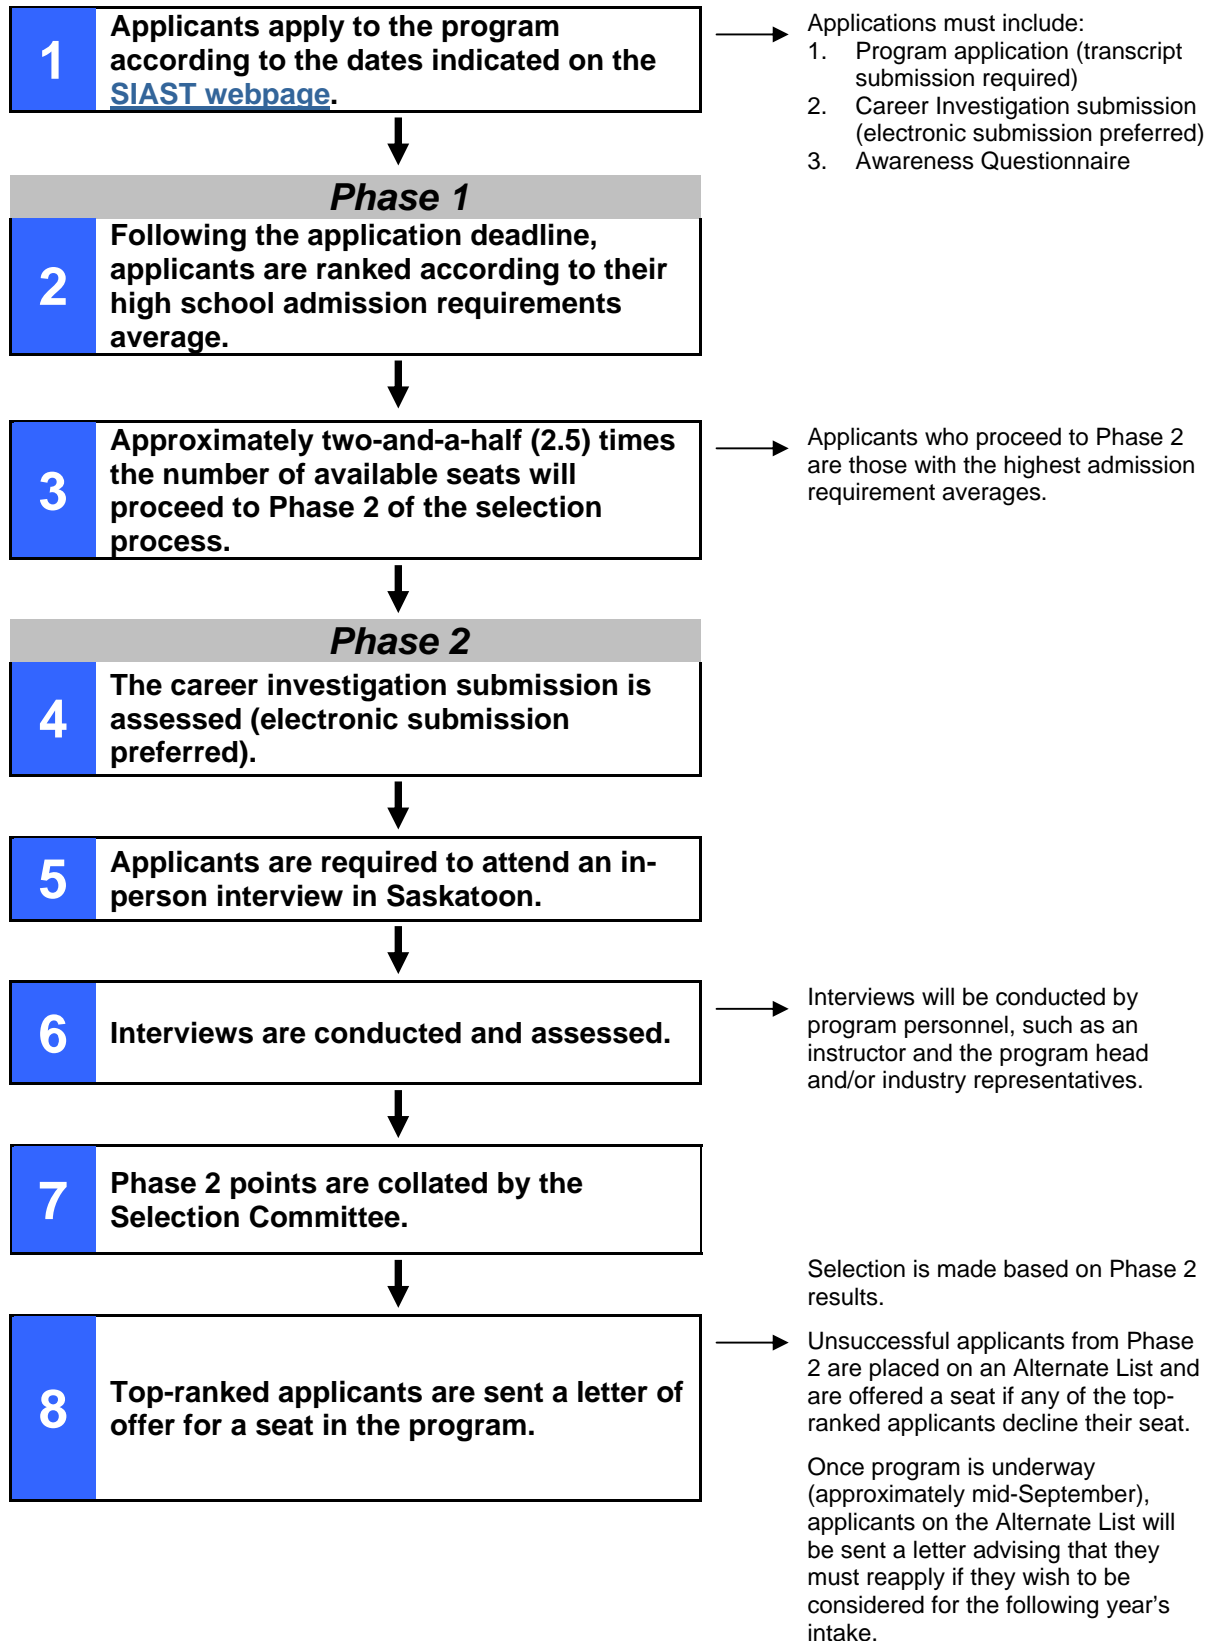 1
Applicants apply to the program
according to the dates indicated on the
SIAST webpage.
Applications must include:
1. Program application (transcript
submission required)
2. Career Investigation submission
(electronic submission preferred)
3. Awareness Questionnaire
Phase 1
2
Following the application deadline,
applicants are ranked according to their
high school admission requirements
average.
3
Approximately two-and-a-half (2.5) times
the number of available seats will
proceed to Phase 2 of the selection
process.
Applicants who proceed to Phase 2
are those with the highest admission
requirement averages.
Phase 2
4
The career investigation submission is
assessed (electronic submission
preferred).
5
Applicants are required to attend an in-
person interview in Saskatoon.
6
Interviews are conducted and assessed.
Interviews will be conducted by
program personnel, such as an
instructor and the program head
and/or industry representatives.
7
Phase 2 points are collated by the
Selection Committee.
8
Top-ranked applicants are sent a letter of
offer for a seat in the program.
Selection is made based on Phase 2
results.
Unsuccessful applicants from Phase
2 are placed on an Alternate List and
are offered a seat if any of the top-
ranked applicants decline their seat.
Once program is underway
(approximately mid-September),
applicants on the Alternate List will
be sent a letter advising that they
must reapply if they wish to be
considered for the following year's
intake.